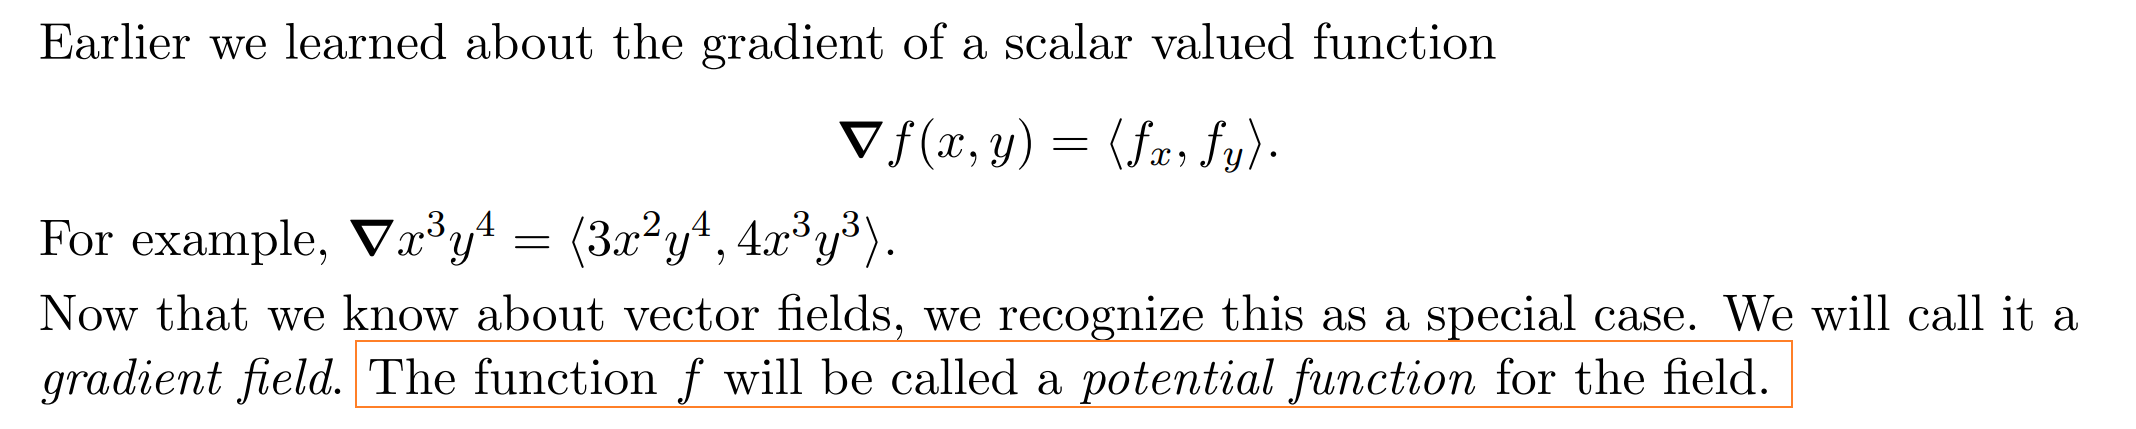 Earlier we learned about the gradient of a scalar valued function
∇f(x, y) = ⟨fₓ, f_y⟩.
For example, ∇x³y⁴ = ⟨3x²y⁴, 4x³y³⟩.
Now that we know about vector fields, we recognize this as a special case. We will call it a
gradient field. The function f will be called a potential function for the field.